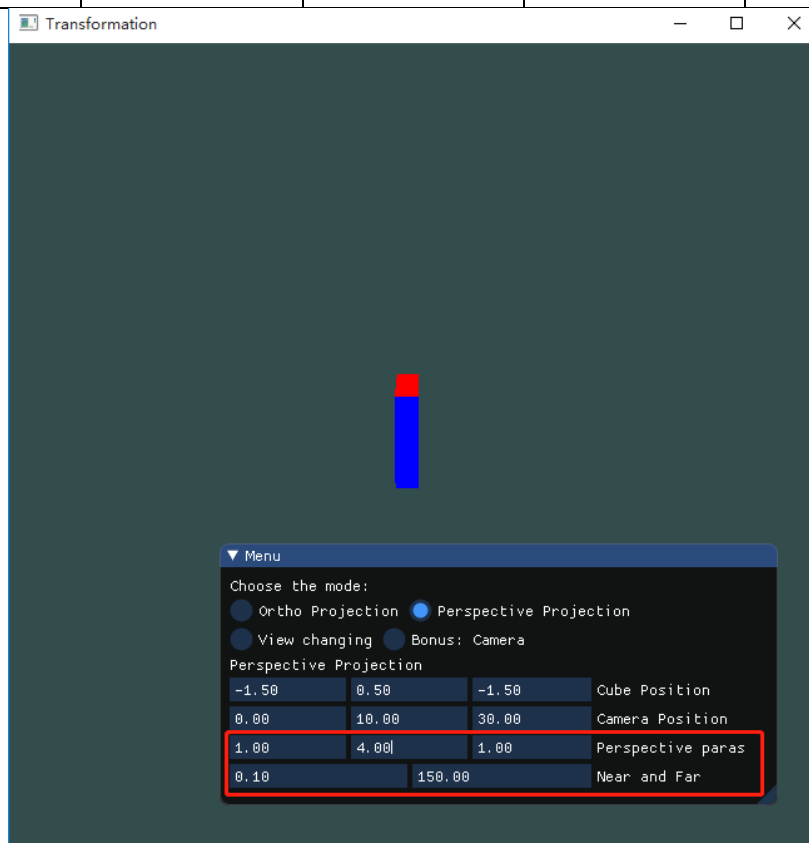 Transformation
Menu
Choose the mode:
Ortho Projection Perspective Projection
View changing Bonus: Camera
Perspective Projection
-1.50 0.50 -1.50 Cube Position
0.00 10.00 30.00 Camera Position
1.00 4.00 1.00 Perspective paras
0.10 150.00 Near and Far